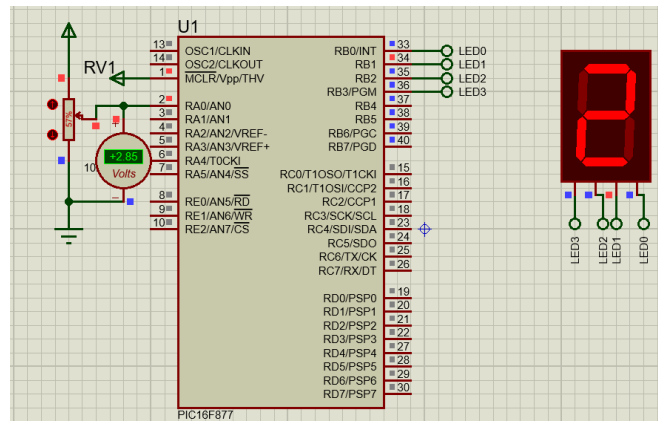 U1
RV1
57%
+2.85
Volts
10
13
OSC1/CLKIN
14
OSC2/CLKOUT
1
MCLR/Vpp/THV
2
RA0/AN0
3
RA1/AN1
4
RA2/AN2/VREF-
5
RA3/AN3/VREF+
6
RA4/T0CKI
7
RA5/AN4/SS
8
RE0/AN5/RD
9
RE1/AN6/WR
10
RE2/AN7/CS
RB0/INT
33
LED0
RB1
34
LED1
RB2
35
LED2
RB3/PGM
36
LED3
RB4
37
RB5
38
RB6/PGC
39
RB7/PGD
40
RC0/T1OSO/T1CKI
15
RC1/T1OSI/CCP2
16
RC2/CCP1
17
RC3/SCK/SCL
18
RC4/SDI/SDA
23
RC5/SDO
24
RC6/TX/CK
25
RC7/RX/DT
26
RD0/PSP0
19
RD1/PSP1
20
RD2/PSP2
21
RD3/PSP3
22
RD4/PSP4
27
RD5/PSP5
28
RD6/PSP6
29
RD7/PSP7
30
PIC16F877
2
LED3
LED2
LED1
LED0